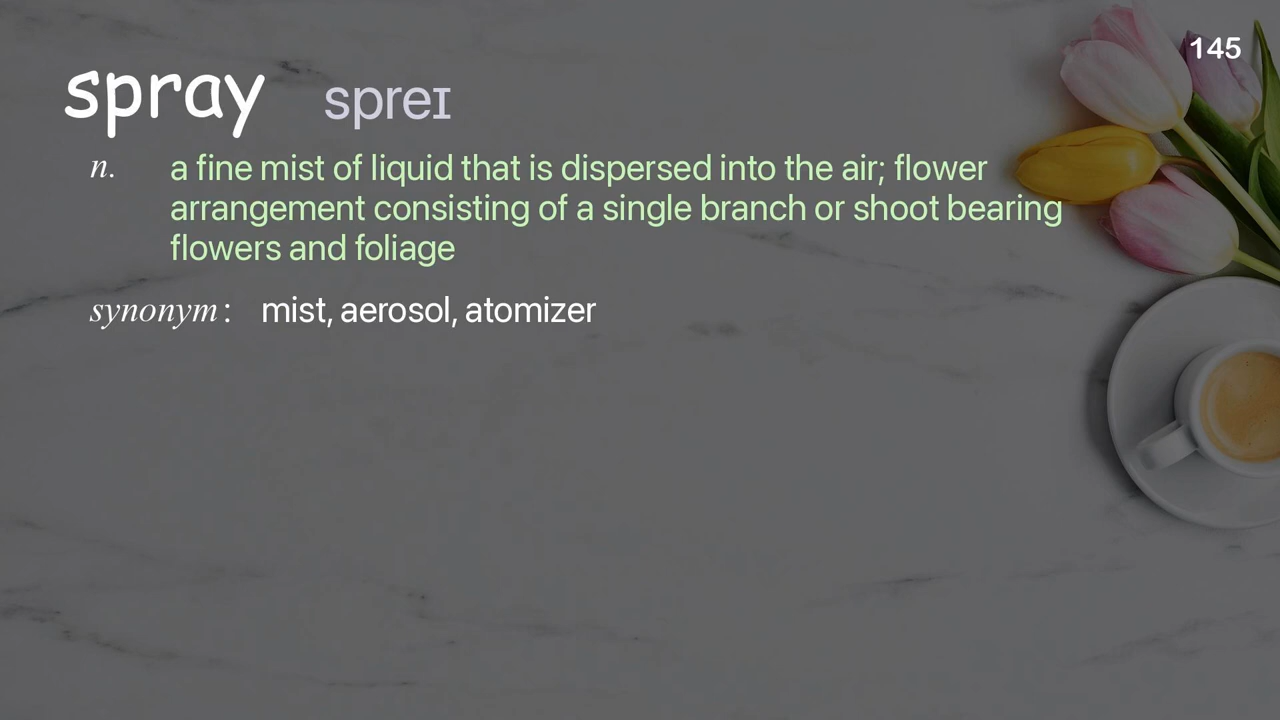 145
spray spreɪ
n. a fine mist of liquid that is dispersed into the air; flower
arrangement consisting of a single branch or shoot bearing
flowers and foliage
synonym: mist, aerosol, atomizer